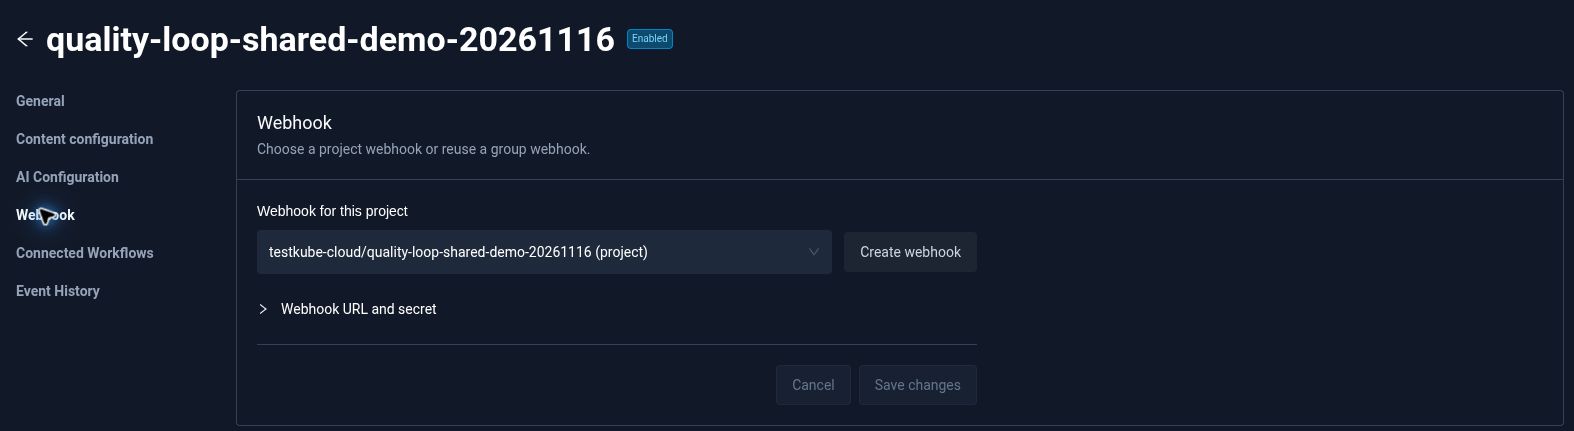 quality-loop-shared-demo-20261116
Enabled
General
Content configuration
AI Configuration
Webhook
Connected Workflows
Event History
Webhook
Choose a project webhook or reuse a group webhook.
Webhook for this project
testkube-cloud/quality-loop-shared-demo-20261116 (project)
Create webhook
Webhook URL and secret
Cancel
Save changes